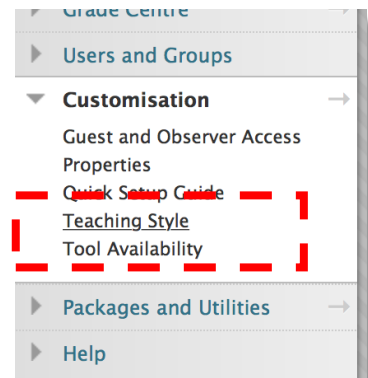 Grade Centre
Users and Groups
Customisation
Guest and Observer Access
Properties
Quick Setup Guide
Teaching Style
Tool Availability
Packages and Utilities
Help